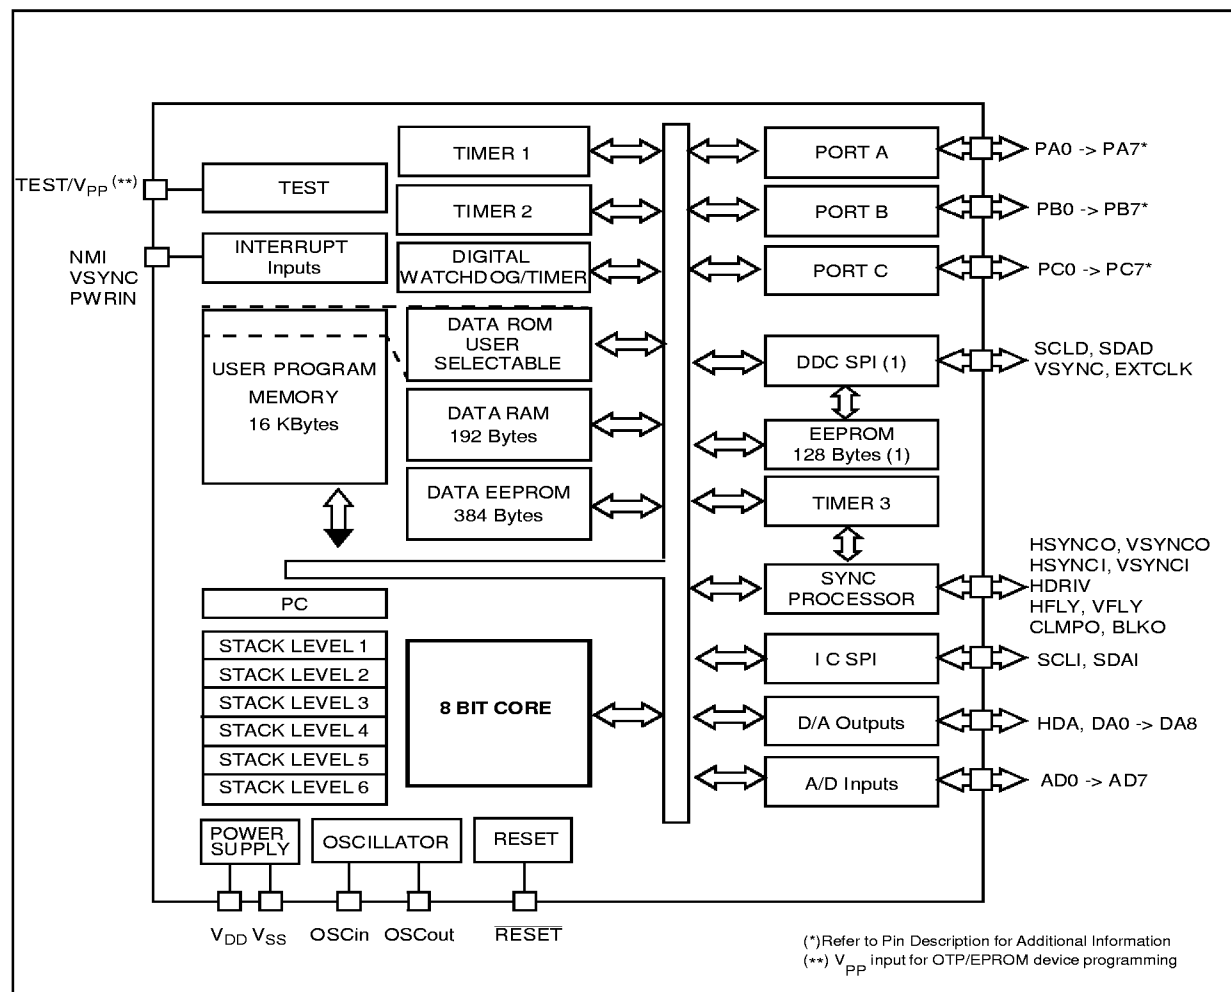 TIMER 1
TEST/VPP (**)
TEST
TIMER 2
NMI
VSYNC
PWRIN
INTERRUPT
Inputs
DIGITAL
WATCHDOG/TIMER
USER PROGRAM
MEMORY
16 KBytes
DATA ROM
USER
SELECTABLE
DATA RAM
192 Bytes
DATA EEPROM
384 Bytes
PC
STACK LEVEL 1
STACK LEVEL 2
STACK LEVEL 3
STACK LEVEL 4
STACK LEVEL 5
STACK LEVEL 6
8 BIT CORE
POWER
SUPPLY
OSCILLATOR
RESET
VDD VSS
OSCin
OSCout
RESET
PORT A
PA0 -> PA7*
PORT B
PB0 -> PB7*
PORT C
PC0 -> PC7*
DDC SPI (1)
SCLD, SDAD
VSYNC, EXTCLK
EEPROM
128 Bytes (1)
TIMER 3
SYNC
PROCESSOR
HSYNCO, VSYNCO
HSYNCI, VSYNCI
HDRIV
HFLY, VFLY
CLMPO, BLKO
I C SPI
SCLI, SDAI
D/A Outputs
HDA, DA0 -> DA8
A/D Inputs
AD0 -> AD7
(*)Refer to Pin Description for Additional Information
(**) VPP input for OTP/EPROM device programming